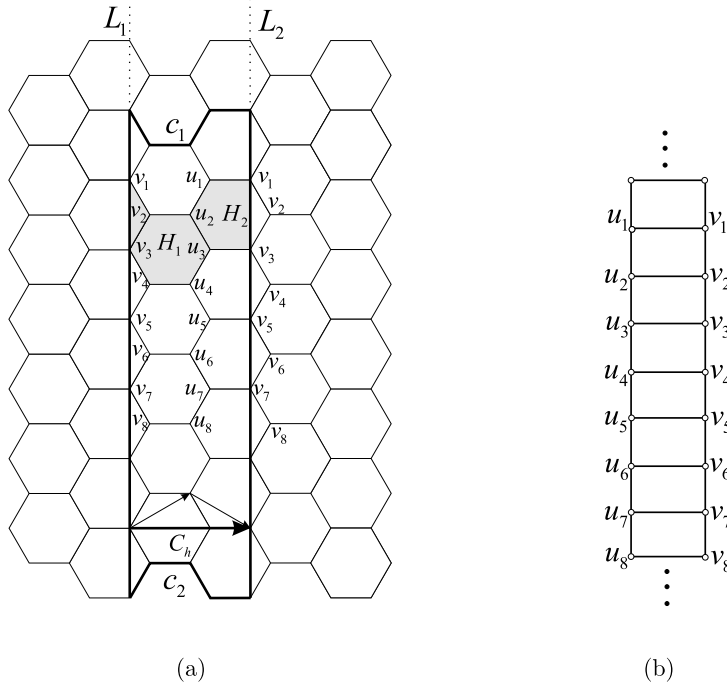 L₁ L₂
c₁
v₁ u₁ v₁
v₂ u₂ H₂ v₂
v₃ H₁ u₃ v₃
v₄ u₄ v₄
v₅ u₅ v₅
v₆ u₆ v₆
v₇ u₇ v₇
v₈ u₈ v₈
C_h
c₂
(a)
u₁ v₁
u₂ v₂
u₃ v₃
u₄ v₄
u₅ v₅
u₆ v₆
u₇ v₇
u₈ v₈
(b)